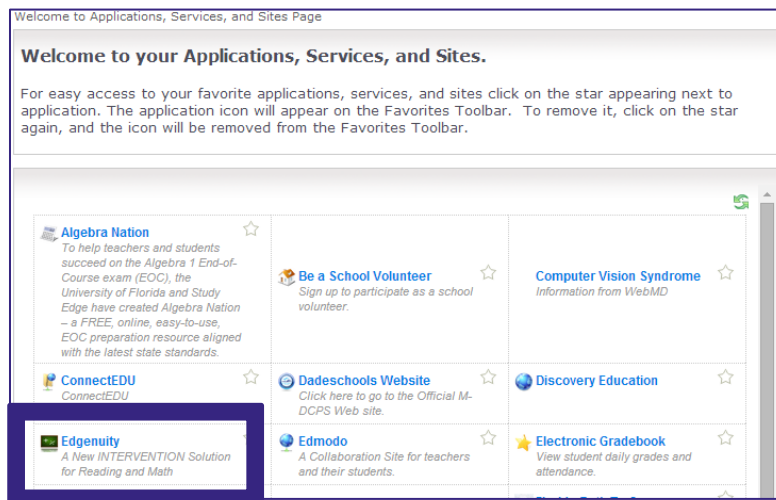 Welcome to Applications, Services, and Sites Page
Welcome to your Applications, Services, and Sites.
For easy access to your favorite applications, services, and sites click on the star appearing next to
application. The application icon will appear on the Favorites Toolbar. To remove it, click on the star
again, and the icon will be removed from the Favorites Toolbar.
Algebra Nation
To help teachers and students
succeed on the Algebra 1 End-of-
Course exam (EOC), the
University of Florida and Study
Edge have created Algebra Nation
– a FREE, online, easy-to-use,
EOC preparation resource aligned
with the latest state standards.
Be a School Volunteer
Sign up to participate as a school
volunteer.
Computer Vision Syndrome
Information from WebMD
ConnectEDU
ConnectEDU
Dadeschools Website
Click here to go to the Official M-
DCPS Web site.
Discovery Education
Edgenuity
A New INTERVENTION Solution
for Reading and Math
Edmodo
A Collaboration Site for teachers
and their students.
Electronic Gradebook
View student daily grades and
attendance.